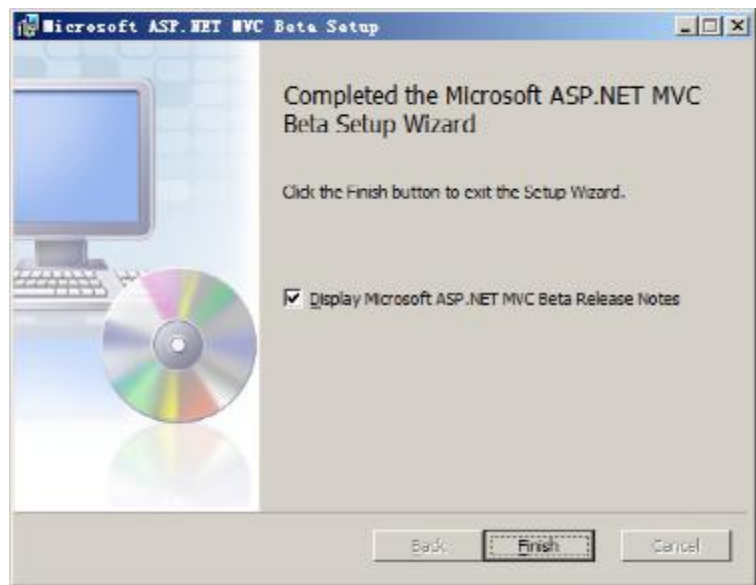 Microsoft ASP.NET MVC Beta Setup
Completed the Microsoft ASP.NET MVC
Beta Setup Wizard
Click the Finish button to exit the Setup Wizard.
Display Microsoft ASP.NET MVC Beta Release Notes
Back
Finish
Cancel